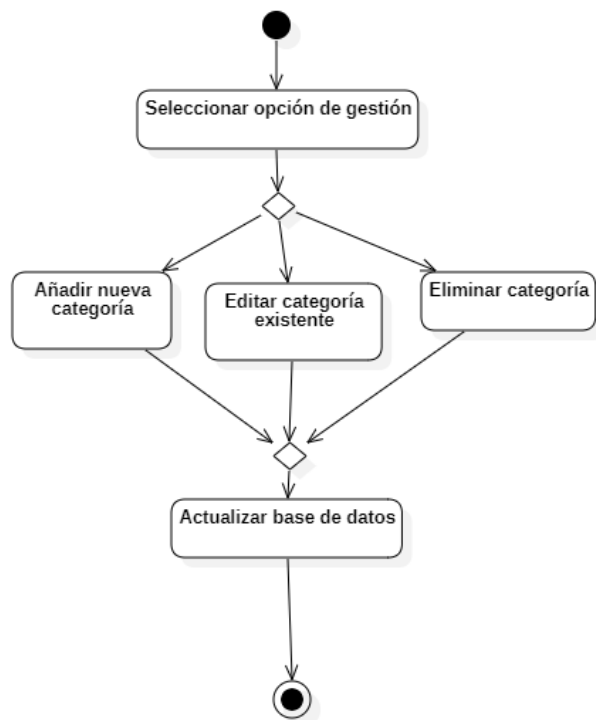 Seleccionar opción de gestión
Añadir nueva
categoría
Editar categoría
existente
Eliminar categoría
Actualizar base de datos